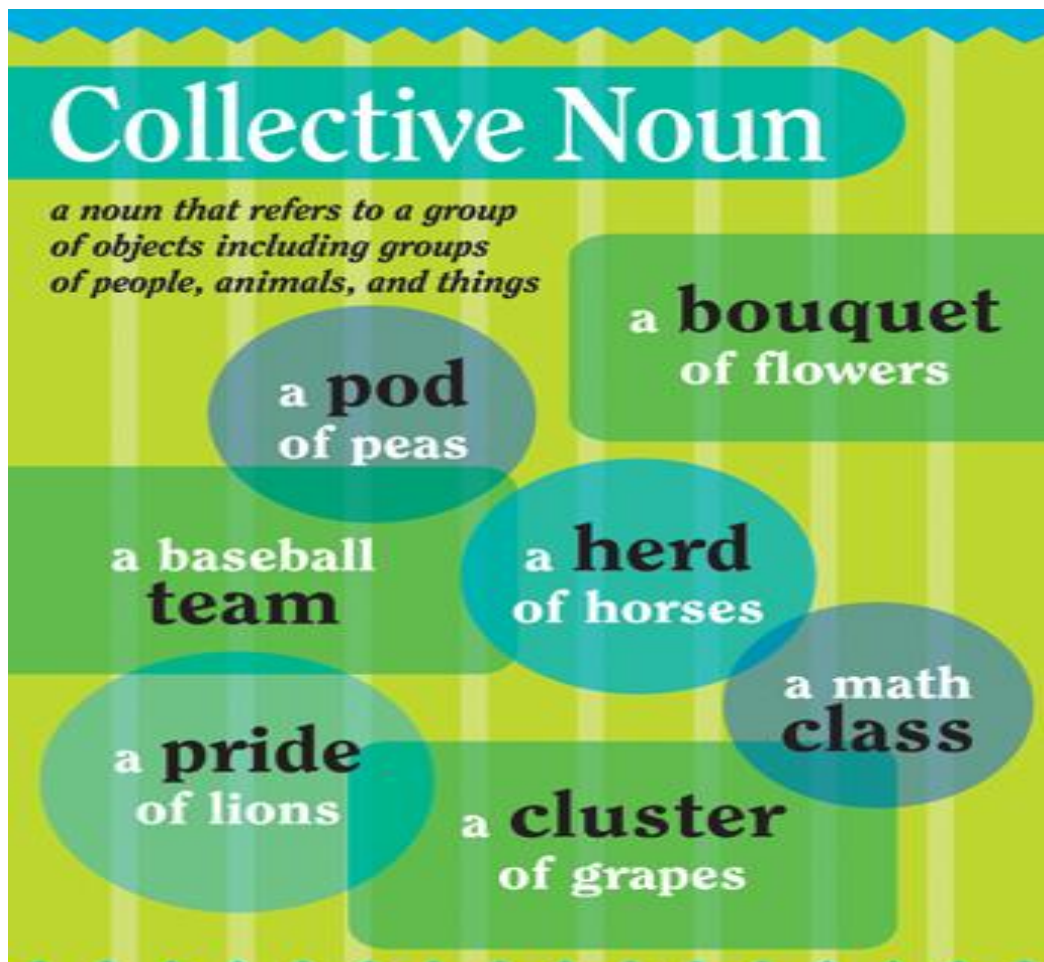 Collective Noun
a noun that refers to a group
of objects including groups
of people, animals, and things
a bouquet
of flowers
a pod
of peas
a baseball
team
a herd
of horses
a math
class
a pride
of lions
a cluster
of grapes